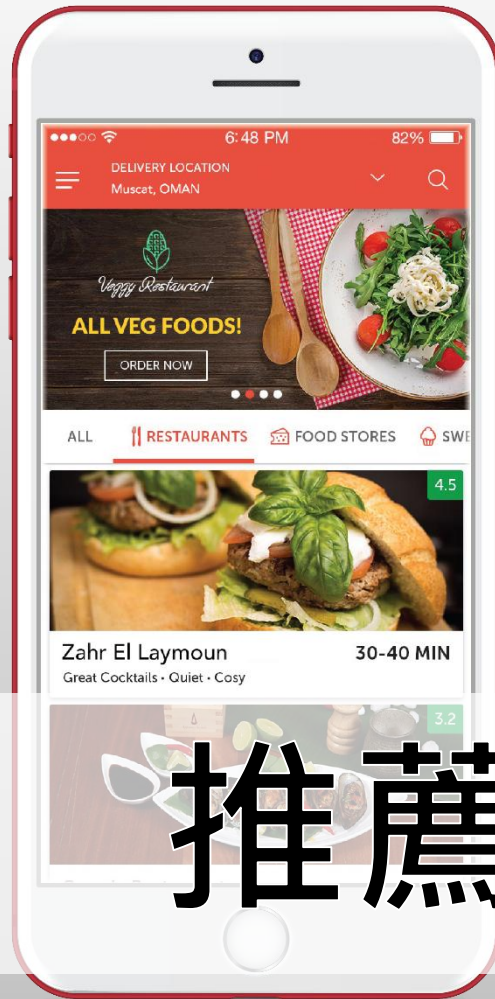 6:48 PM
82%
DELIVERY LOCATION
Muscat, OMAN
Veggy Restaurant
ALL VEG FOODS!
ORDER NOW
ALL RESTAURANTS FOOD STORES SWE
4.5
Zahr El Laymoun 30-40 MIN
Great Cocktails · Quiet · Cosy
3.2
推薦